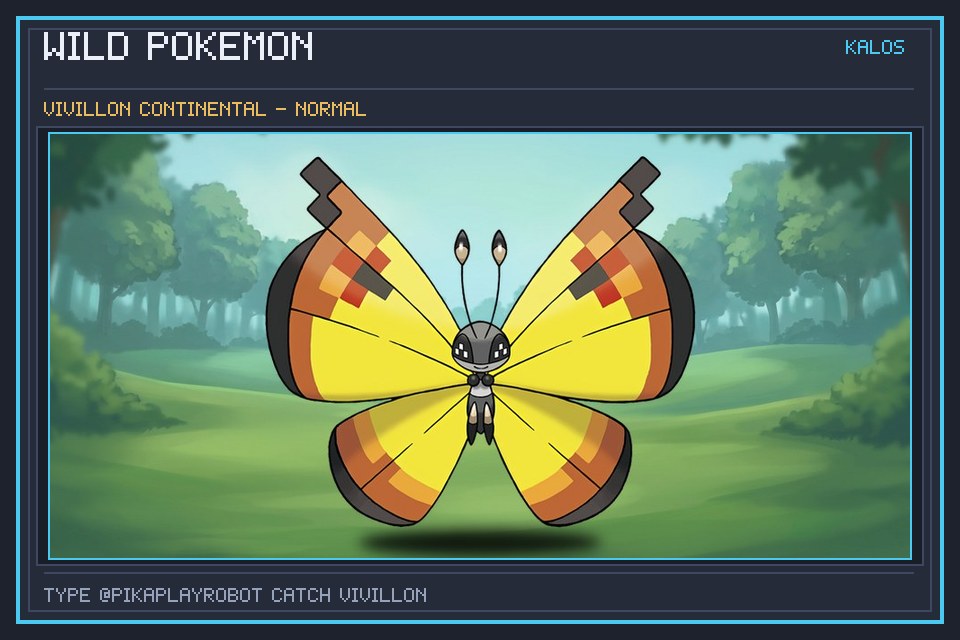 WILD POKEMON
KALOS
VIVILLON CONTINENTAL - NORMAL
TYPE @PIKAPLAYROBOT CATCH VIVILLON